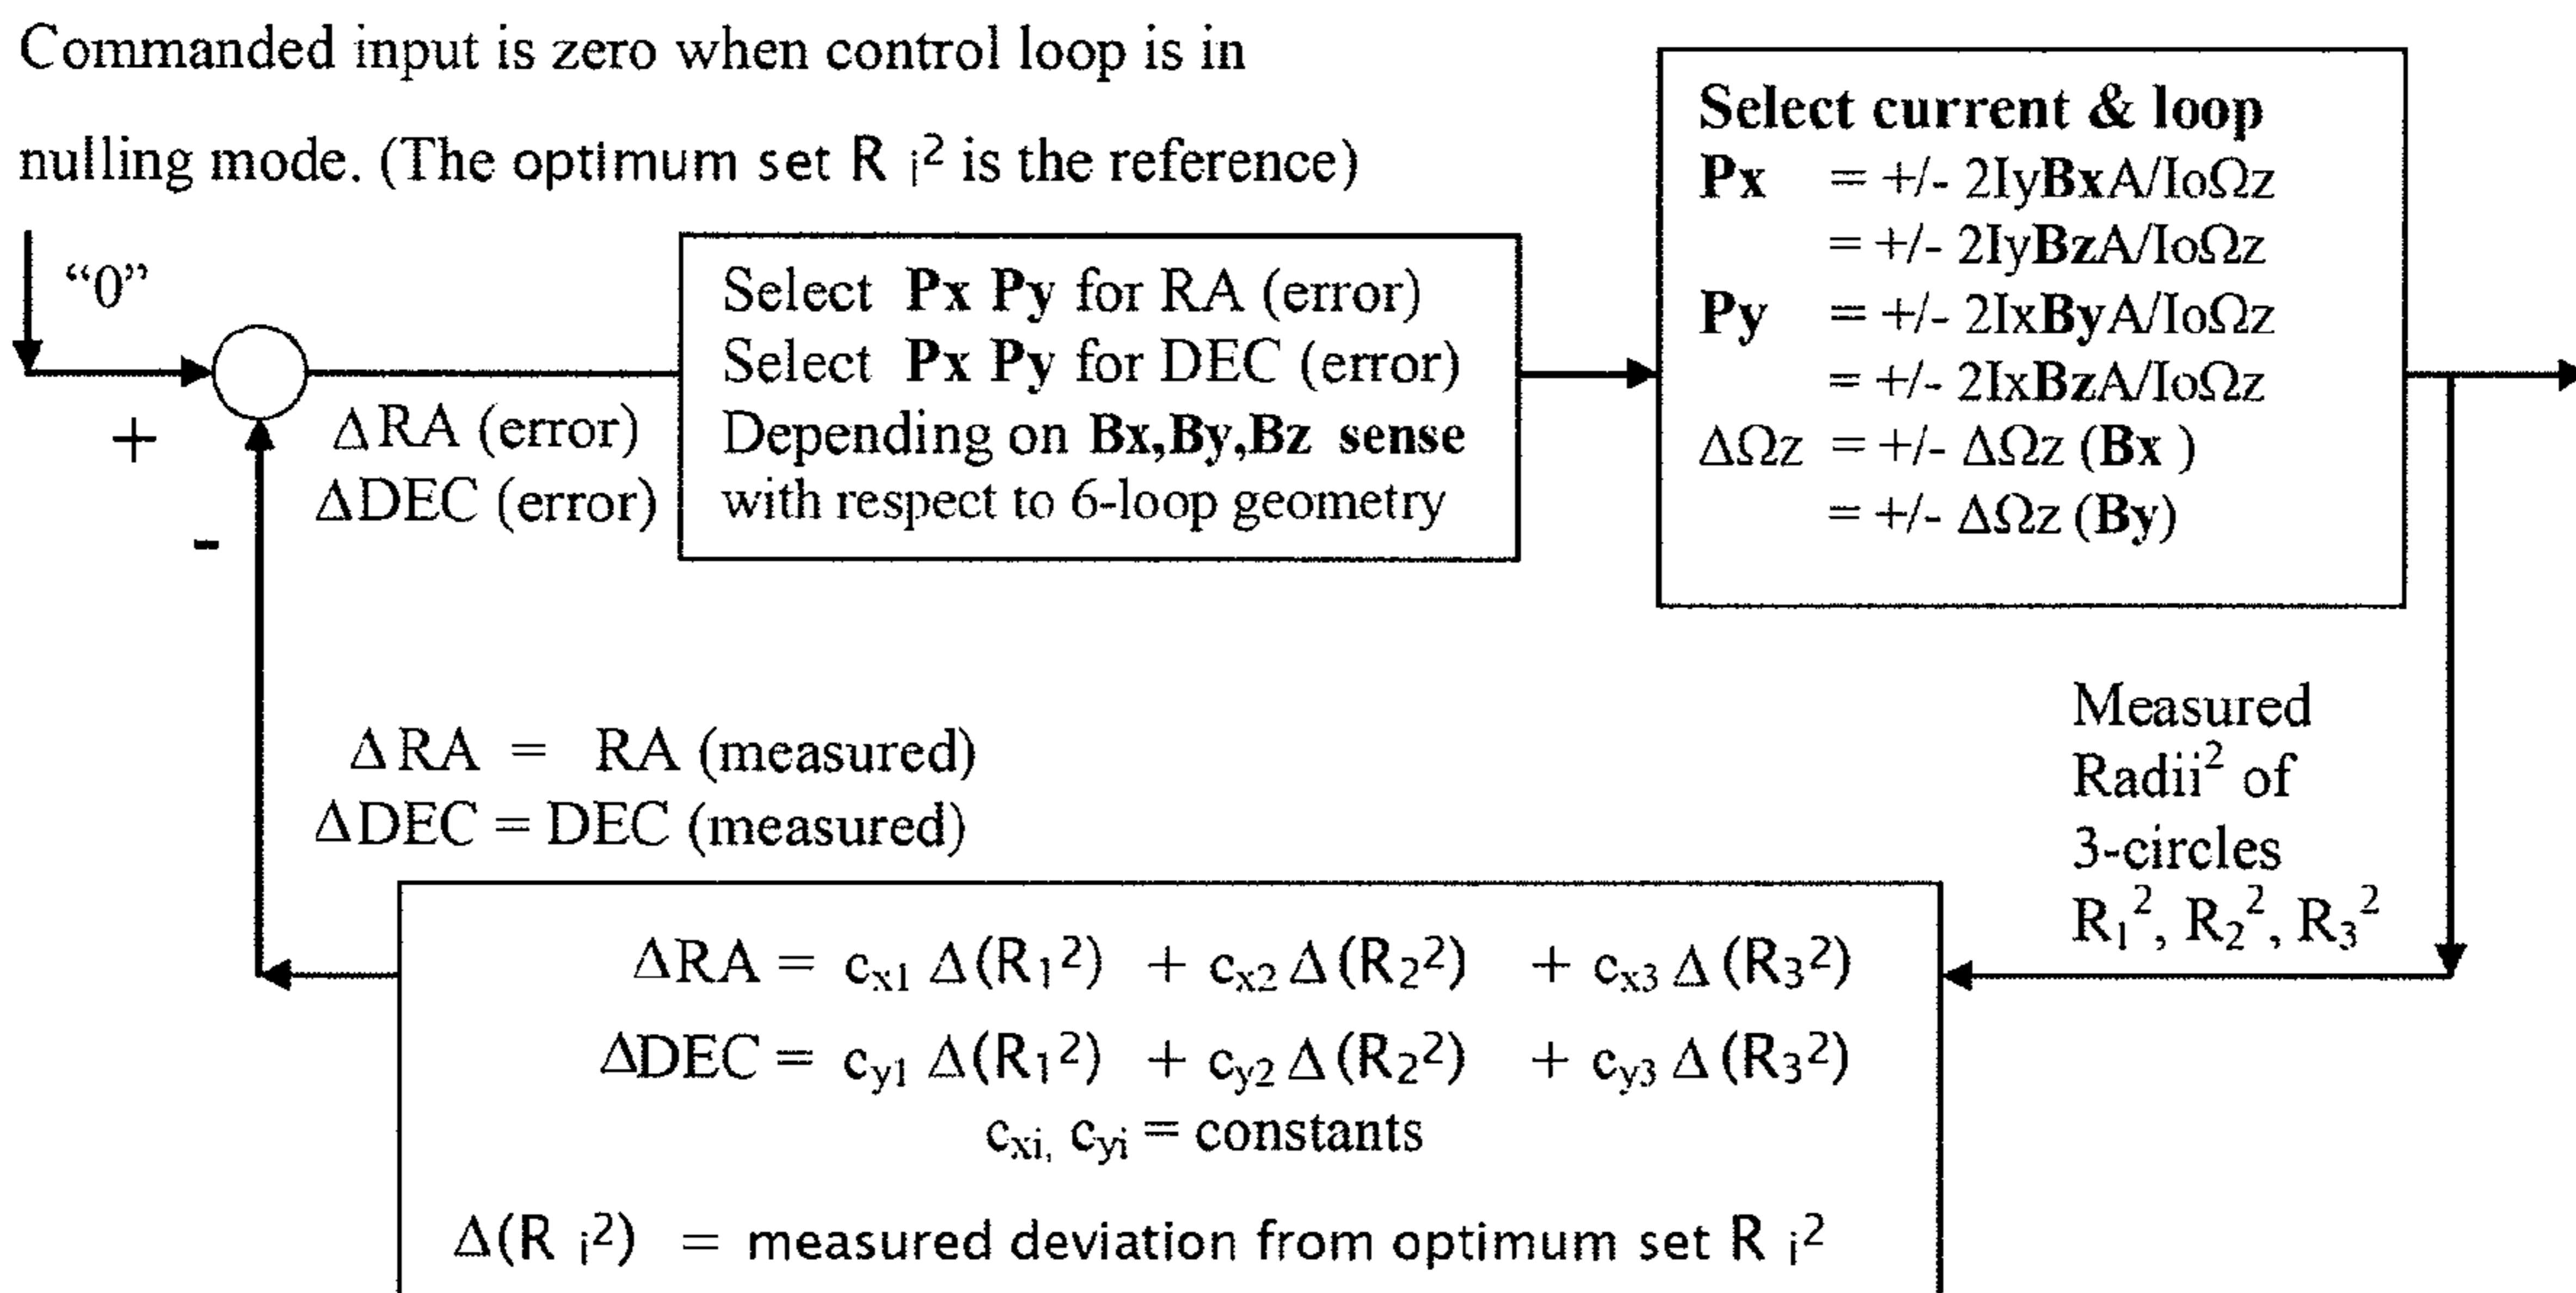 Commanded input is zero when control loop is in
nulling mode. (The optimum set R i² is the reference)
“0”
+
-
ΔRA (error)
ΔDEC (error)
Select Px Py for RA (error)
Select Px Py for DEC (error)
Depending on Bx,By,Bz sense
with respect to 6-loop geometry
Select current & loop
Px = +/- 2IyBxA/IoΩz
= +/- 2IyBzA/IoΩz
Py = +/- 2IxByA/IoΩz
= +/- 2IxBzA/IoΩz
ΔΩz = +/- ΔΩz (Bx )
= +/- ΔΩz (By)
Measured
Radii² of
3-circles
R₁², R₂², R₃²
ΔRA = RA (measured)
ΔDEC = DEC (measured)
ΔRA = cx1 Δ(R₁²) + cx2 Δ(R₂²) + cx3 Δ(R₃²)
ΔDEC = cy1 Δ(R₁²) + cy2 Δ(R₂²) + cy3 Δ(R₃²)
cxi, cyi = constants
Δ(R i²) = measured deviation from optimum set R i²